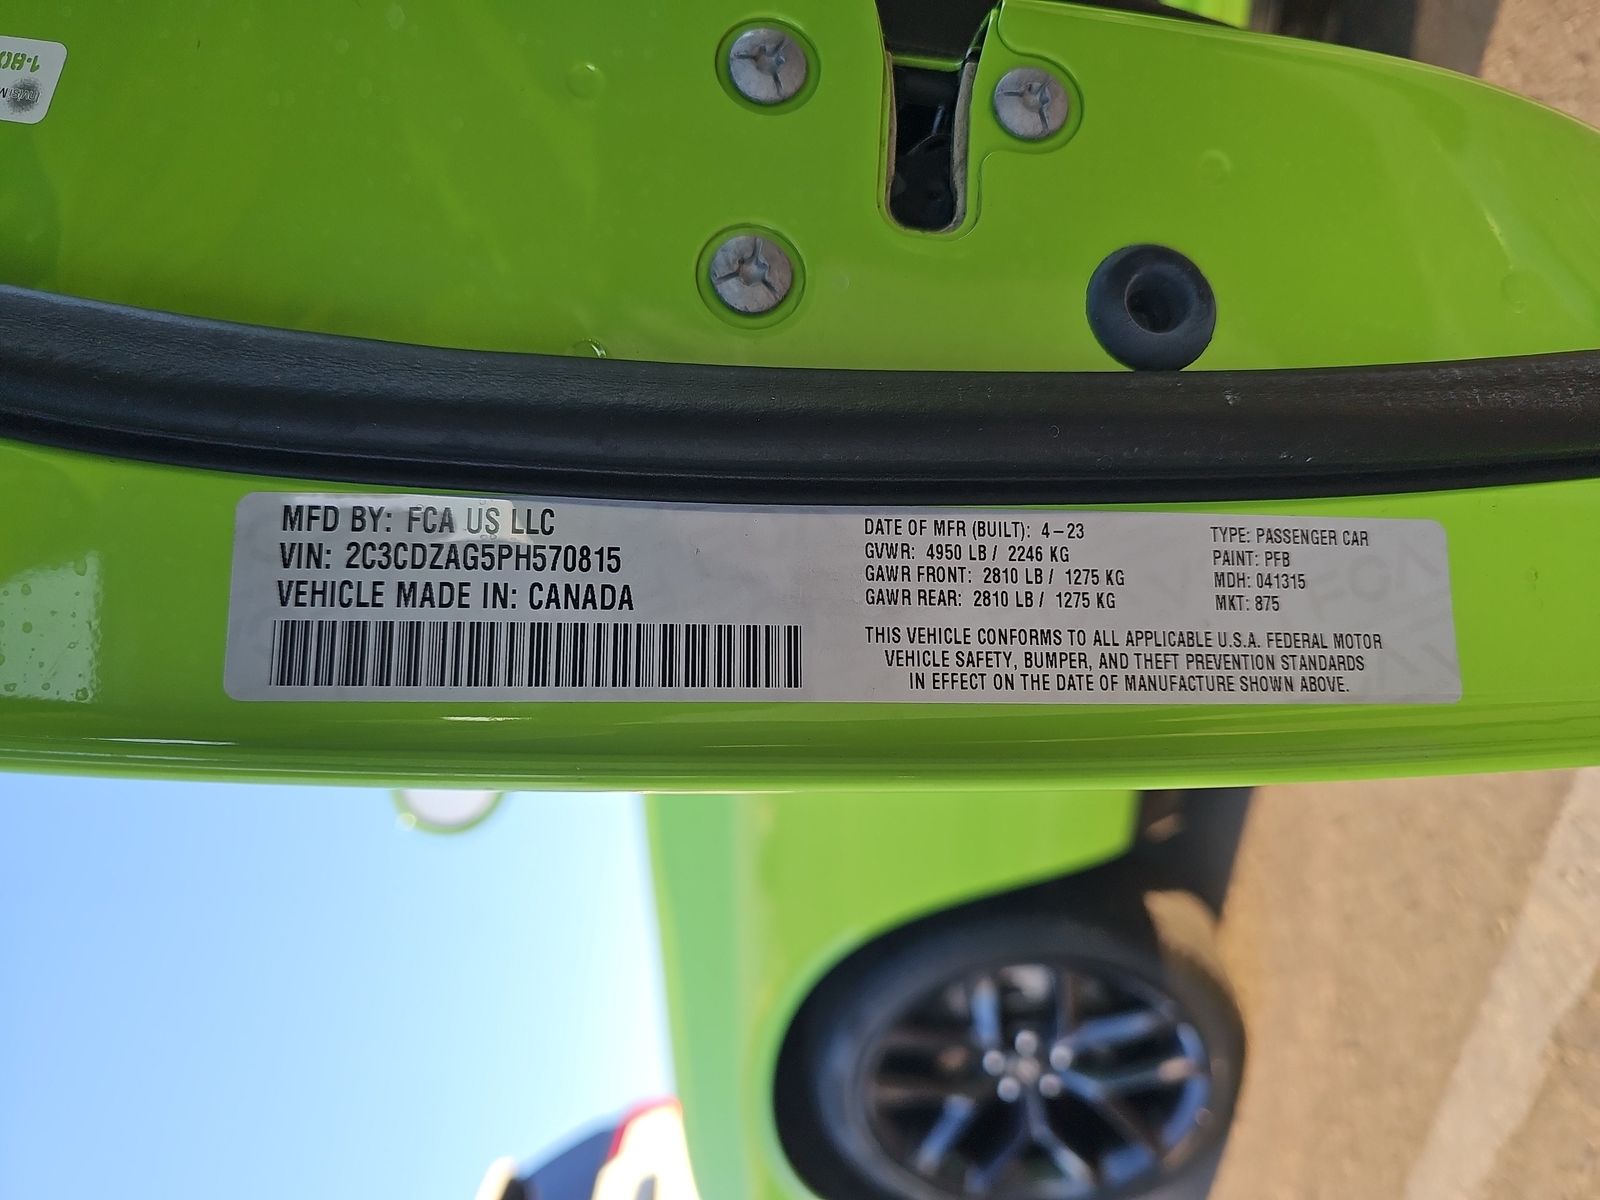 MFD BY: FCA US LLC
VIN: 2C3CDZAG5PH570815
VEHICLE MADE IN: CANADA
DATE OF MFR (BUILT): 4-23
GVWR: 4950 LB / 2246 KG
GAWR FRONT: 2810 LB / 1275 KG
GAWR REAR: 2810 LB / 1275 KG
TYPE: PASSENGER CAR
PAINT: PFB
MDH: 041315
MKT: 875
THIS VEHICLE CONFORMS TO ALL APPLICABLE U.S.A. FEDERAL MOTOR
VEHICLE SAFETY, BUMPER, AND THEFT PREVENTION STANDARDS
IN EFFECT ON THE DATE OF MANUFACTURE SHOWN ABOVE.